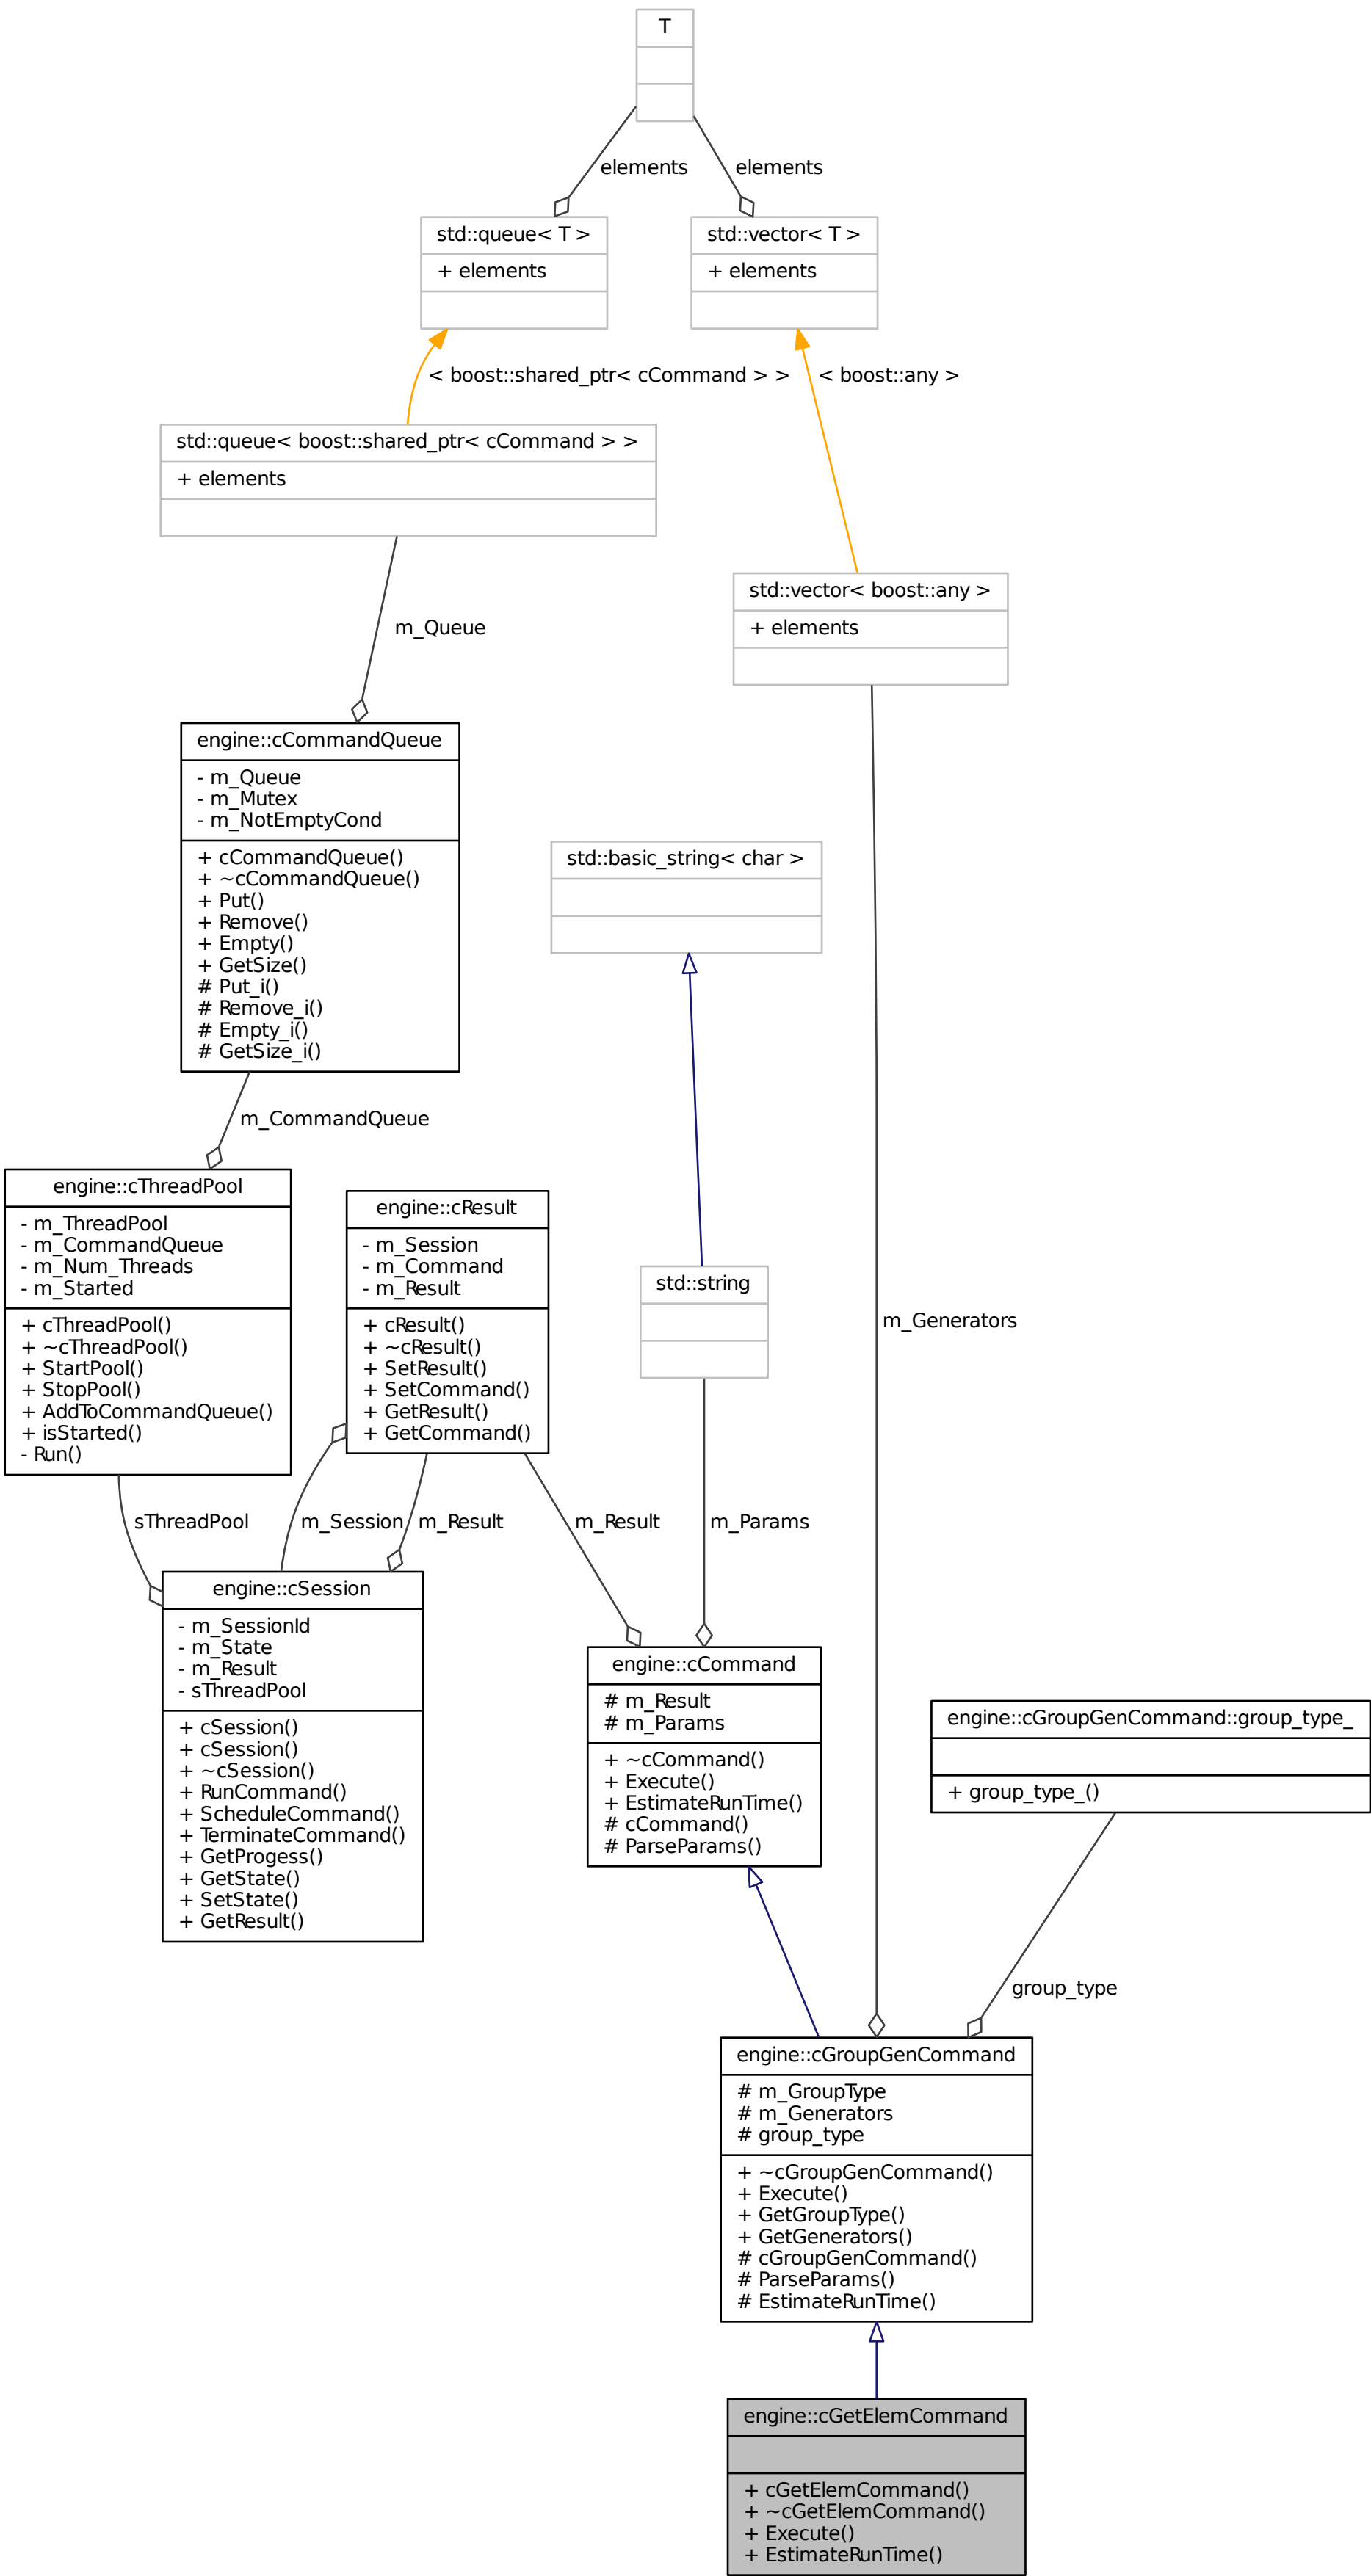 T
elements
elements
std::queue< T >
+ elements
std::vector< T >
+ elements
< boost::shared_ptr< cCommand > >
< boost::any >
std::queue< boost::shared_ptr< cCommand > >
+ elements
std::vector< boost::any >
+ elements
m_Queue
engine::cCommandQueue
- m_Queue
- m_Mutex
- m_NotEmptyCond
+ cCommandQueue()
+ ~cCommandQueue()
+ Put()
+ Remove()
+ Empty()
+ GetSize()
# Put_i()
# Remove_i()
# Empty_i()
# GetSize_i()
std::basic_string< char >
m_CommandQueue
engine::cThreadPool
- m_ThreadPool
- m_CommandQueue
- m_Num_Threads
- m_Started
+ cThreadPool()
+ ~cThreadPool()
+ StartPool()
+ StopPool()
+ AddToCommandQueue()
+ isStarted()
- Run()
engine::cResult
- m_Session
- m_Command
- m_Result
+ cResult()
+ ~cResult()
+ SetResult()
+ SetCommand()
+ GetResult()
+ GetCommand()
std::string
m_Generators
sThreadPool
m_Session
m_Result
m_Result
m_Params
engine::cSession
- m_SessionId
- m_State
- m_Result
- sThreadPool
+ cSession()
+ cSession()
+ ~cSession()
+ RunCommand()
+ ScheduleCommand()
+ TerminateCommand()
+ GetProgess()
+ GetState()
+ SetState()
+ GetResult()
engine::cCommand
# m_Result
# m_Params
+ ~cCommand()
+ Execute()
+ EstimateRunTime()
# cCommand()
# ParseParams()
engine::cGroupGenCommand::group_type_
+ group_type_()
group_type
engine::cGroupGenCommand
# m_GroupType
# m_Generators
# group_type
+ ~cGroupGenCommand()
+ Execute()
+ GetGroupType()
+ GetGenerators()
# cGroupGenCommand()
# ParseParams()
# EstimateRunTime()
engine::cGetElemCommand
+ cGetElemCommand()
+ ~cGetElemCommand()
+ Execute()
+ EstimateRunTime()